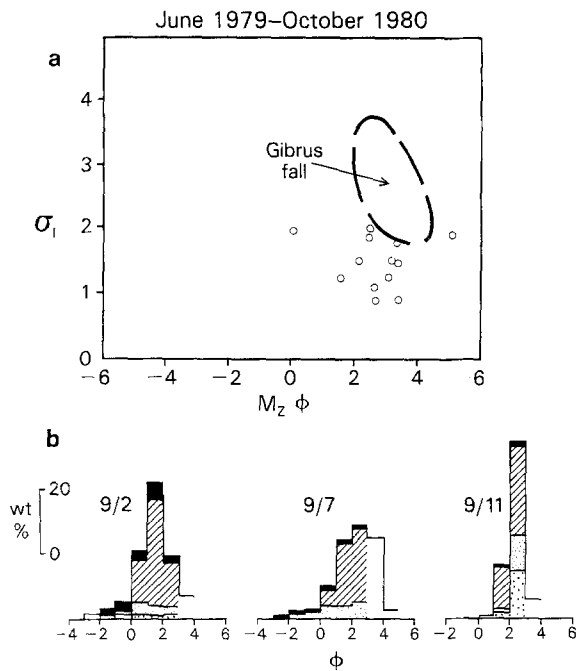 June 1979–October 1980
a
4
3
2
1
0
σI
Gibrus
fall
−6 −4 −2 0 2 4 6
MZ ϕ
b
wt
%
20
0
9/2
9/7
9/11
−4 −2 0 2 4 6
−4 −2 0 2 4 6
0 2 4 6
ϕ